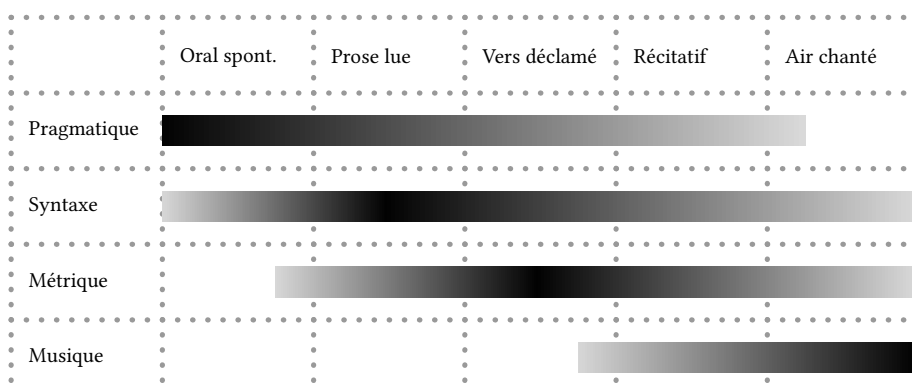 Oral spont. Prose lue Vers déclamé Récitatif Air chanté
Pragmatique
Syntaxe
Métrique
Musique